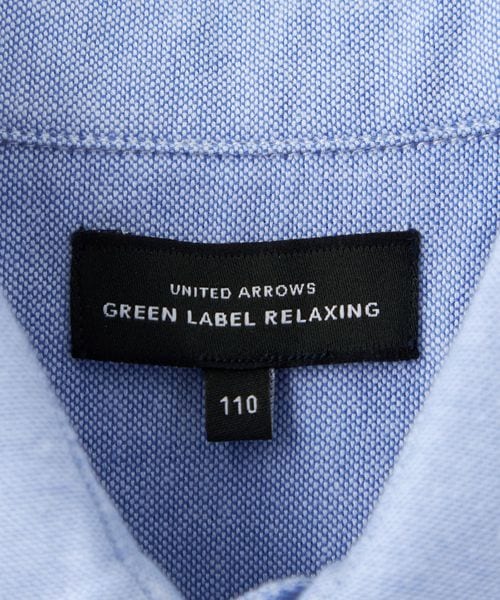 UNITED ARROWS
GREEN LABEL RELAXING
110